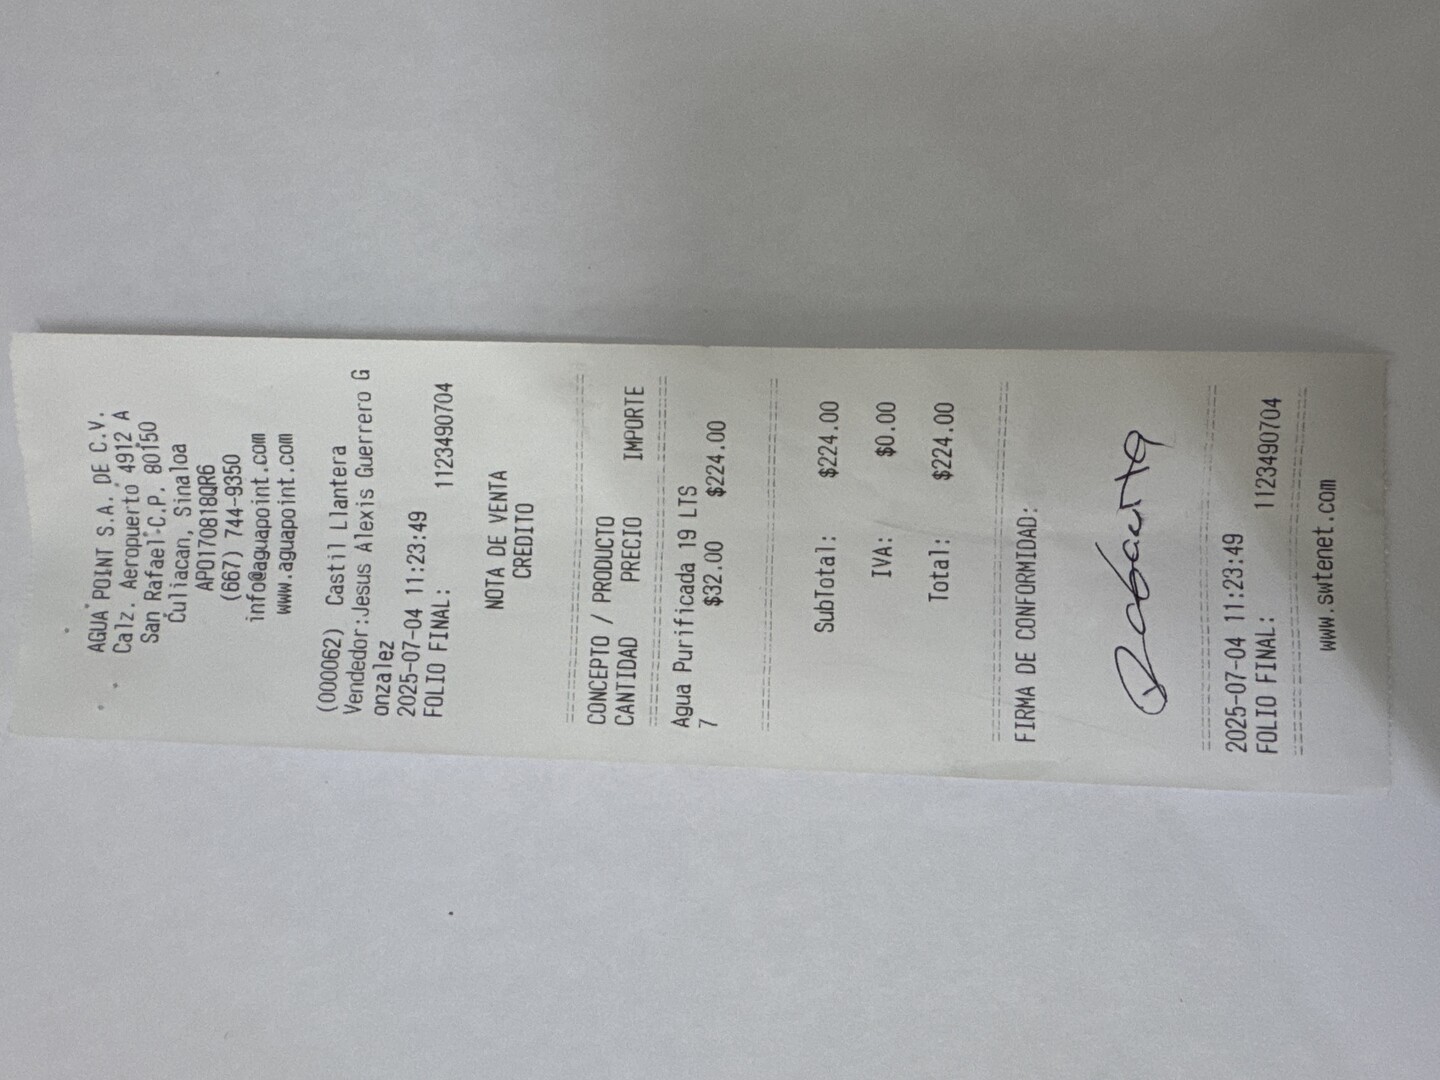 AGUA POINT S.A. DE C.V.
Calz. Aeropuerto 4912 A
San Rafael-C.P. 80150
Culiacan, Sinaloa
APO170818QR6
(667) 744-9350
info@aguapoint.com
www.aguapoint.com
(000062) Castil Llantera
Vendedor:Jesus Alexis Guerrero G
onzalez
2025-07-04 11:23:49
FOLIO FINAL: 1123490704
NOTA DE VENTA
CREDITO
CONCEPTO / PRODUCTO
CANTIDAD PRECIO IMPORTE
Agua Purificada 19 LTS
7 $32.00 $224.00
SubTotal: $224.00
IVA: $0.00
Total: $224.00
FIRMA DE CONFORMIDAD:
2025-07-04 11:23:49
FOLIO FINAL: 1123490704
www.swtenet.com